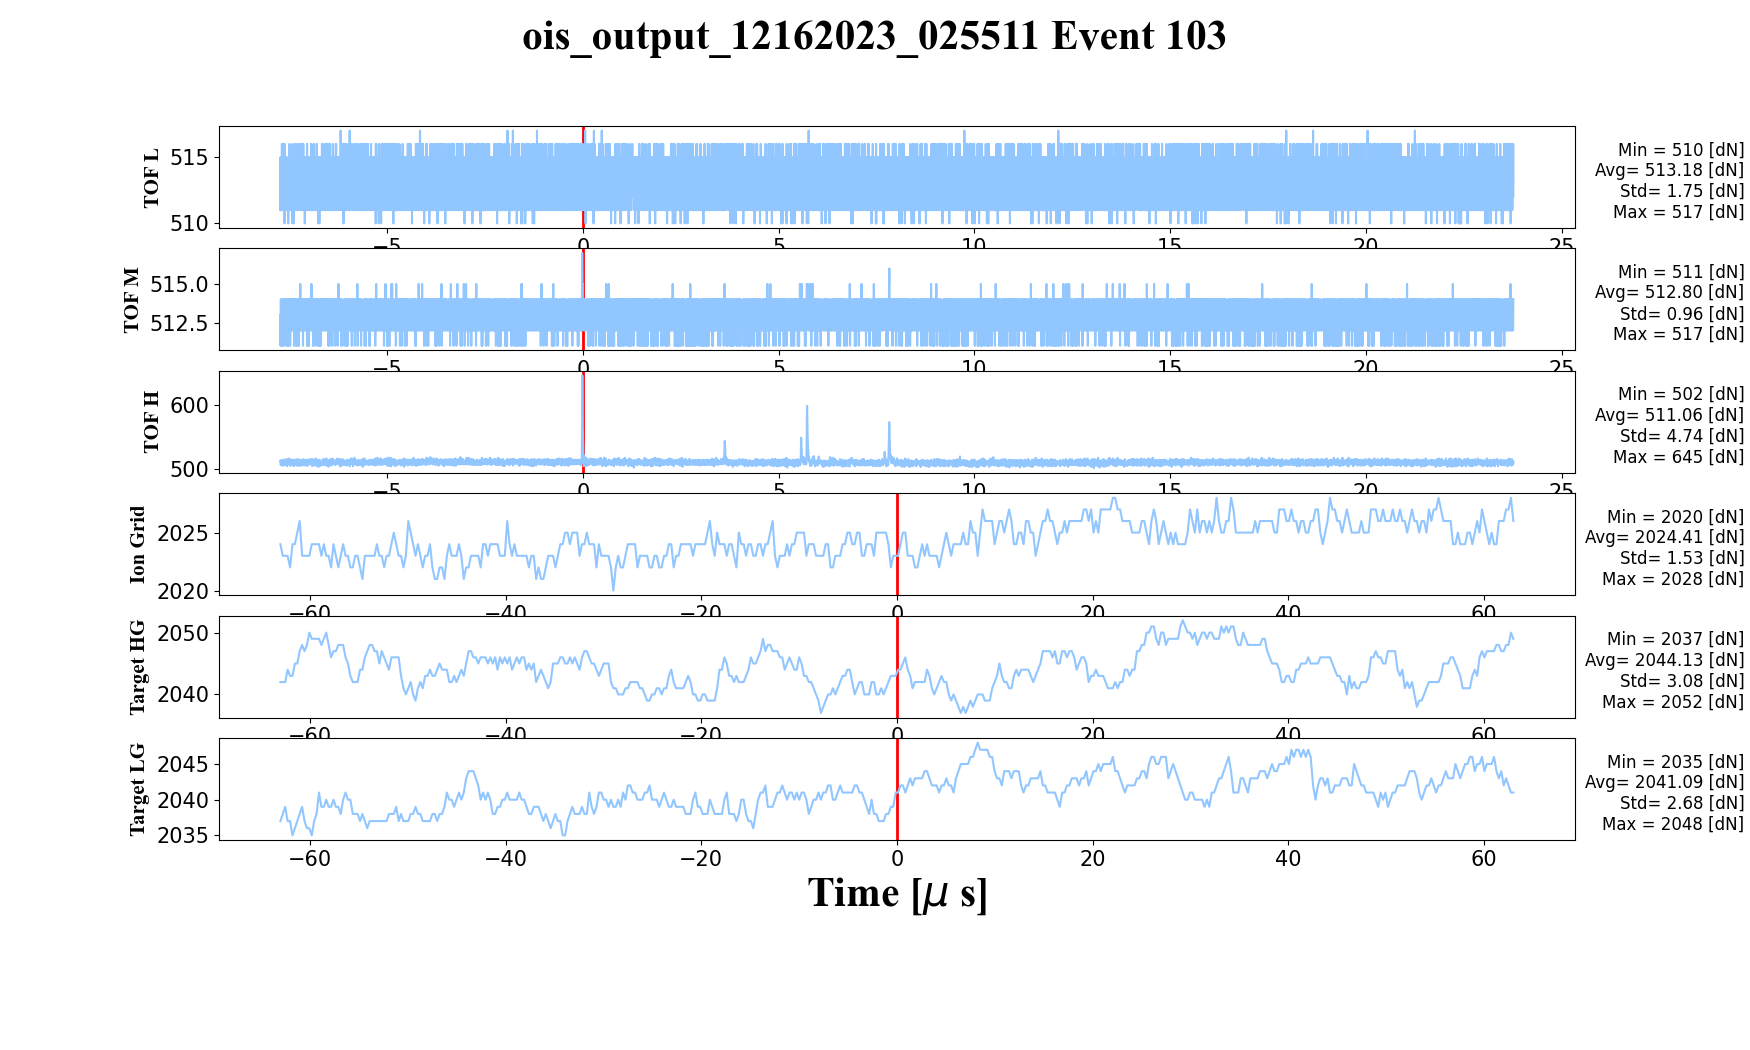 ois_output_12162023_025511 Event 103
TOF L
515
510
−5 0 5 10 15 20 25
Min = 510 [dN]
Avg= 513.18 [dN]
Std= 1.75 [dN]
Max = 517 [dN]
TOF M
515.0
512.5
−5 0 5 10 15 20 25
Min = 511 [dN]
Avg= 512.80 [dN]
Std= 0.96 [dN]
Max = 517 [dN]
TOF H
600
500
−5 0 5 10 15 20 25
Min = 502 [dN]
Avg= 511.06 [dN]
Std= 4.74 [dN]
Max = 645 [dN]
Ion Grid
2025
2020
−60 −40 −20 0 20 40 60
Min = 2020 [dN]
Avg= 2024.41 [dN]
Std= 1.53 [dN]
Max = 2028 [dN]
Target HG
2050
2040
−60 −40 −20 0 20 40 60
Min = 2037 [dN]
Avg= 2044.13 [dN]
Std= 3.08 [dN]
Max = 2052 [dN]
Target LG
2045
2040
2035
−60 −40 −20 0 20 40 60
Min = 2035 [dN]
Avg= 2041.09 [dN]
Std= 2.68 [dN]
Max = 2048 [dN]
Time [μ s]